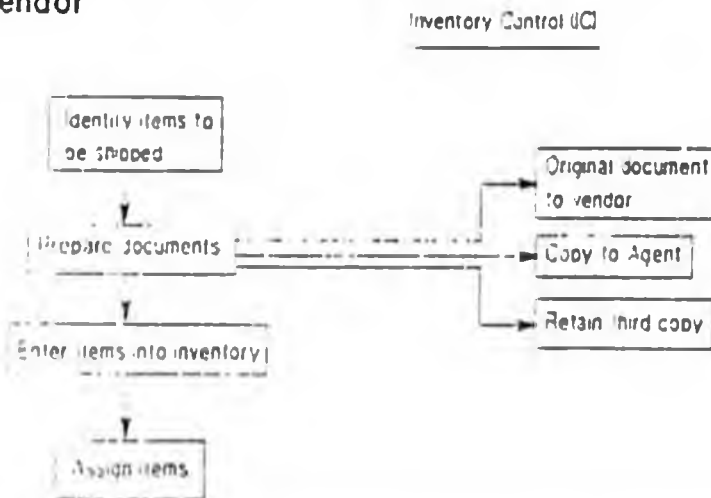 endor
Inventory Control (IC)
Identify items to
be shipped
Original document
to vendor
Prepare documents
Copy to Agent
Retain third copy
Enter items into inventory
Assign items